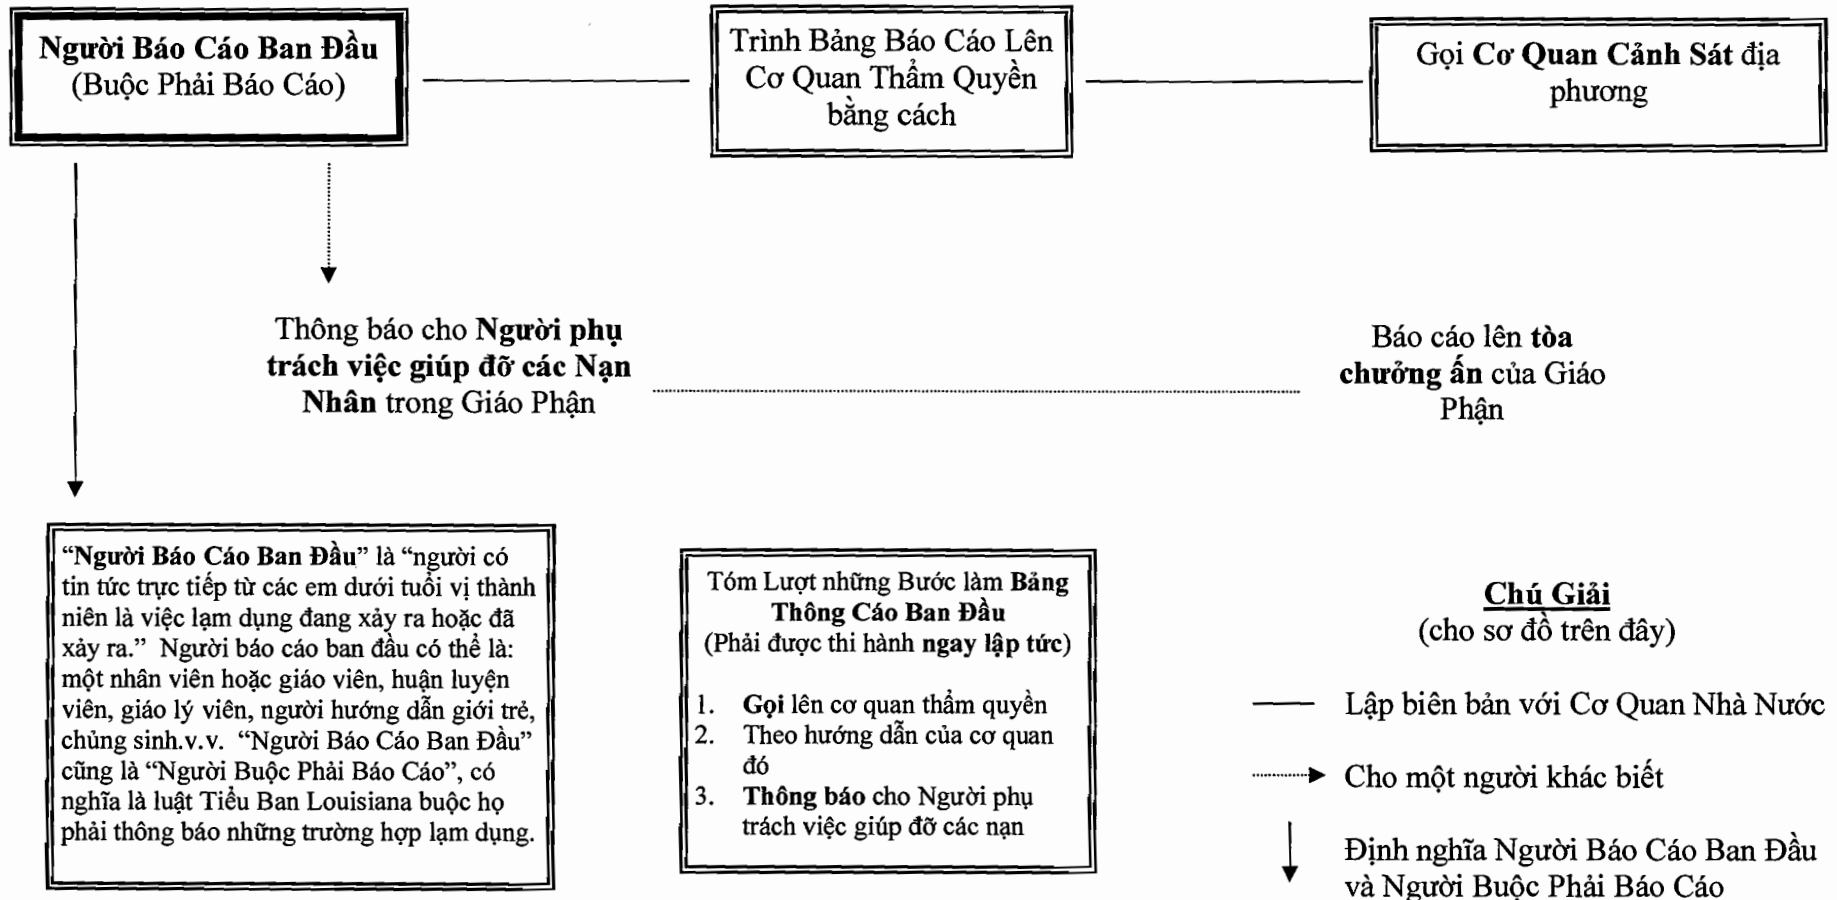 Người Báo Cáo Ban Đầu
(Buộc Phải Báo Cáo)
Trình Bảng Báo Cáo Lên
Cơ Quan Thẩm Quyền
bằng cách
Gọi Cơ Quan Cảnh Sát địa
phương
Thông báo cho Người phụ
trách việc giúp đỡ các Nạn
Nhân trong Giáo Phận
Báo cáo lên tòa
chưởng ấn của Giáo
Phận
“Người Báo Cáo Ban Đầu” là “người có
tin tức trực tiếp từ các em dưới tuổi vị thành
niên là việc lạm dụng đang xảy ra hoặc đã
xảy ra.” Người báo cáo ban đầu có thể là:
một nhân viên hoặc giáo viên, huận luyện
viên, giáo lý viên, người hướng dẫn giới trẻ,
chủng sinh.v.v. “Người Báo Cáo Ban Đầu”
cũng là “Người Buộc Phải Báo Cáo”, có
nghĩa là luật Tiểu Ban Louisiana buộc họ
phải thông báo những trường hợp lạm dụng.
Tóm Lượt những Bước làm Bảng
Thông Cáo Ban Đầu
(Phải được thi hành ngay lập tức)
1. Gọi lên cơ quan thẩm quyền
2. Theo hướng dẫn của cơ quan
đó
3. Thông báo cho Người phụ
trách việc giúp đỡ các nạn
Chú Giải
(cho sơ đồ trên đây)
Lập biên bản với Cơ Quan Nhà Nước
Cho một người khác biết
Định nghĩa Người Báo Cáo Ban Đầu
và Người Buộc Phải Báo Cáo